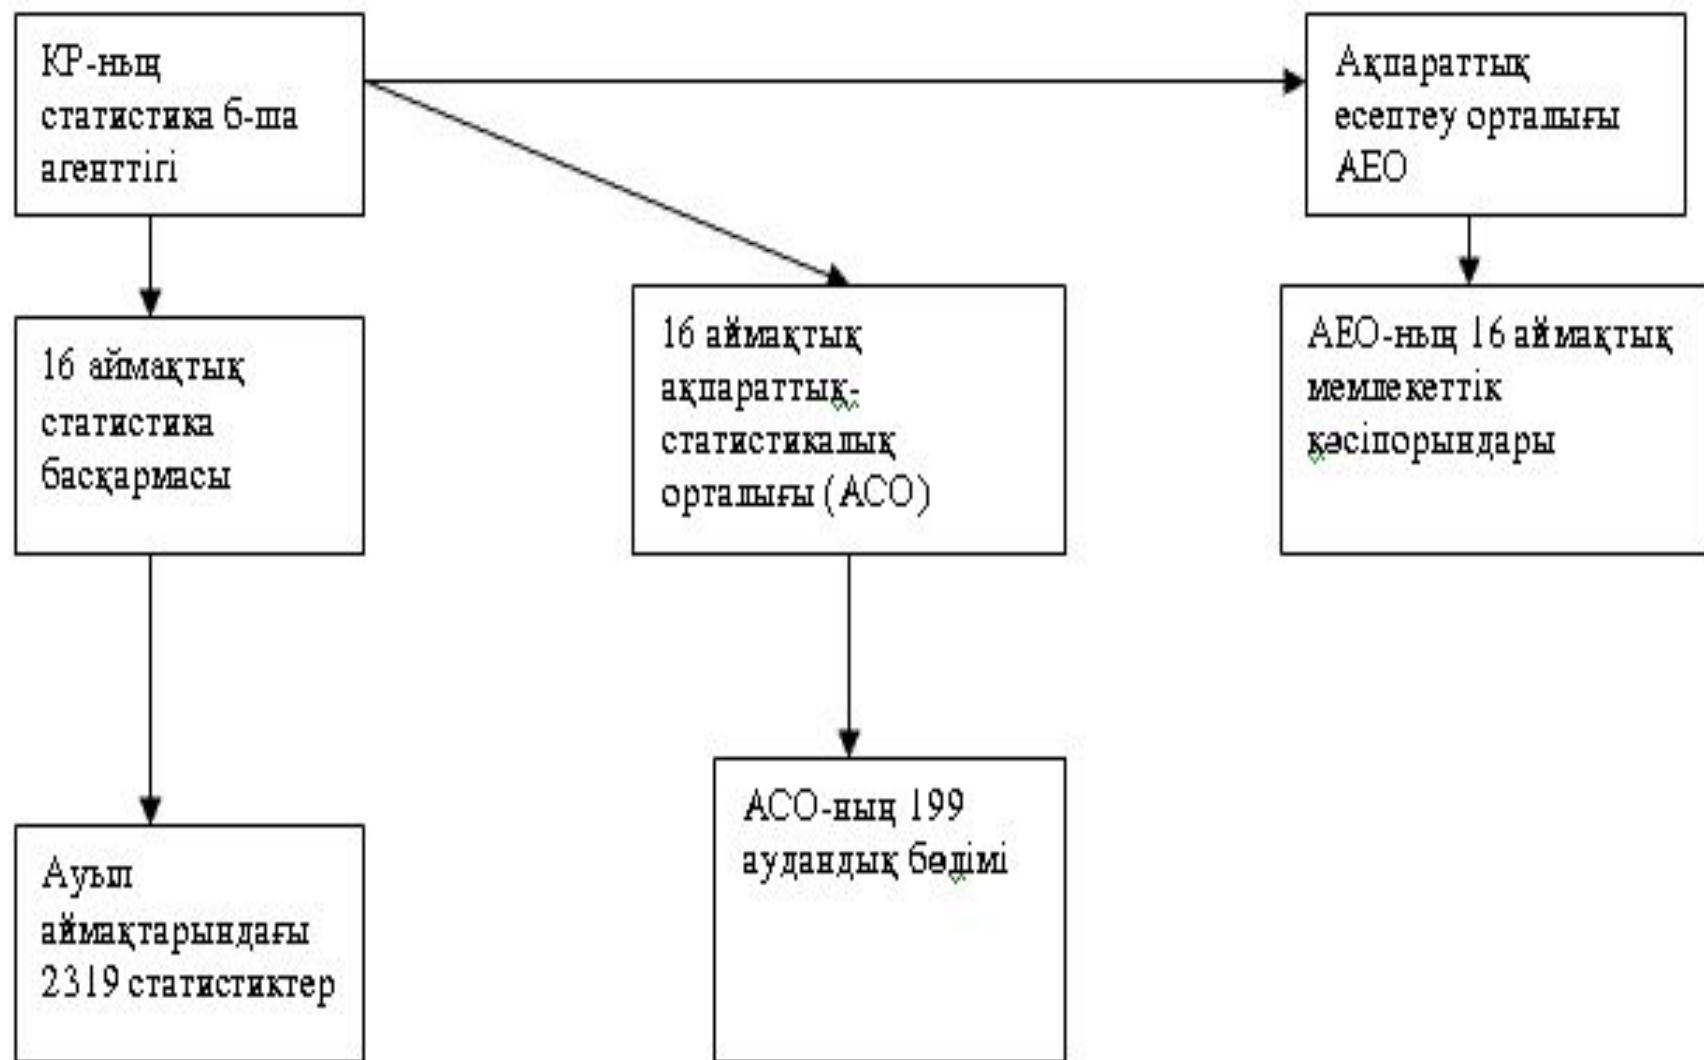 ҚР-ның
статистика б-ша
агенттігі
Ақпараттық
есептеу орталығы
АЕО
16 аймақтық
статистика
басқармасы
16 аймақтық
ақпараттық-
статистикалық
орталығы (АСО)
АЕО-ның 16 аймақтық
мемлекеттік
кәсіпорындары
Ауыл
аймақтарындағы
2319 статистиктер
АСО-ның 199
аудандық бөлімі